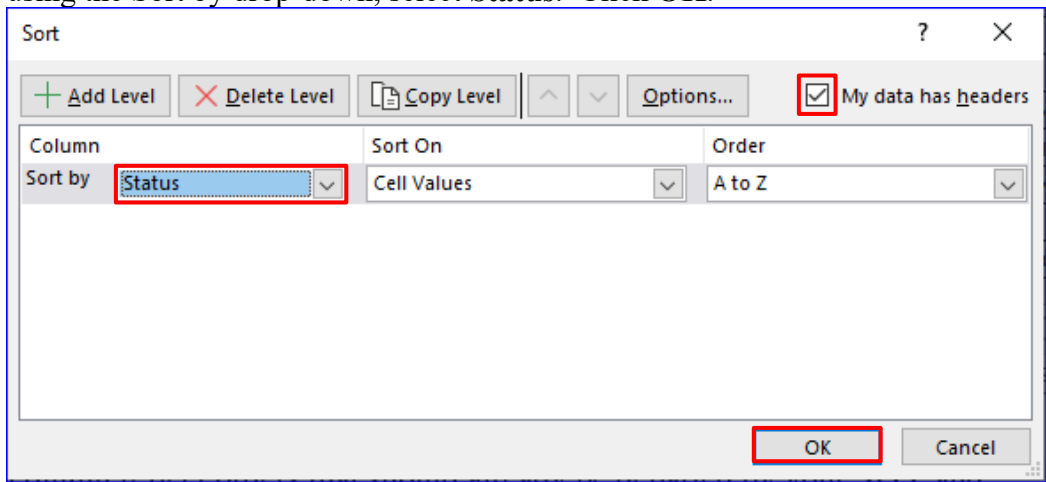 Sort ?
Add Level Delete Level Copy Level Options... My data has headers
Column Sort On Order
Sort by Status Cell Values A to Z
OK Cancel